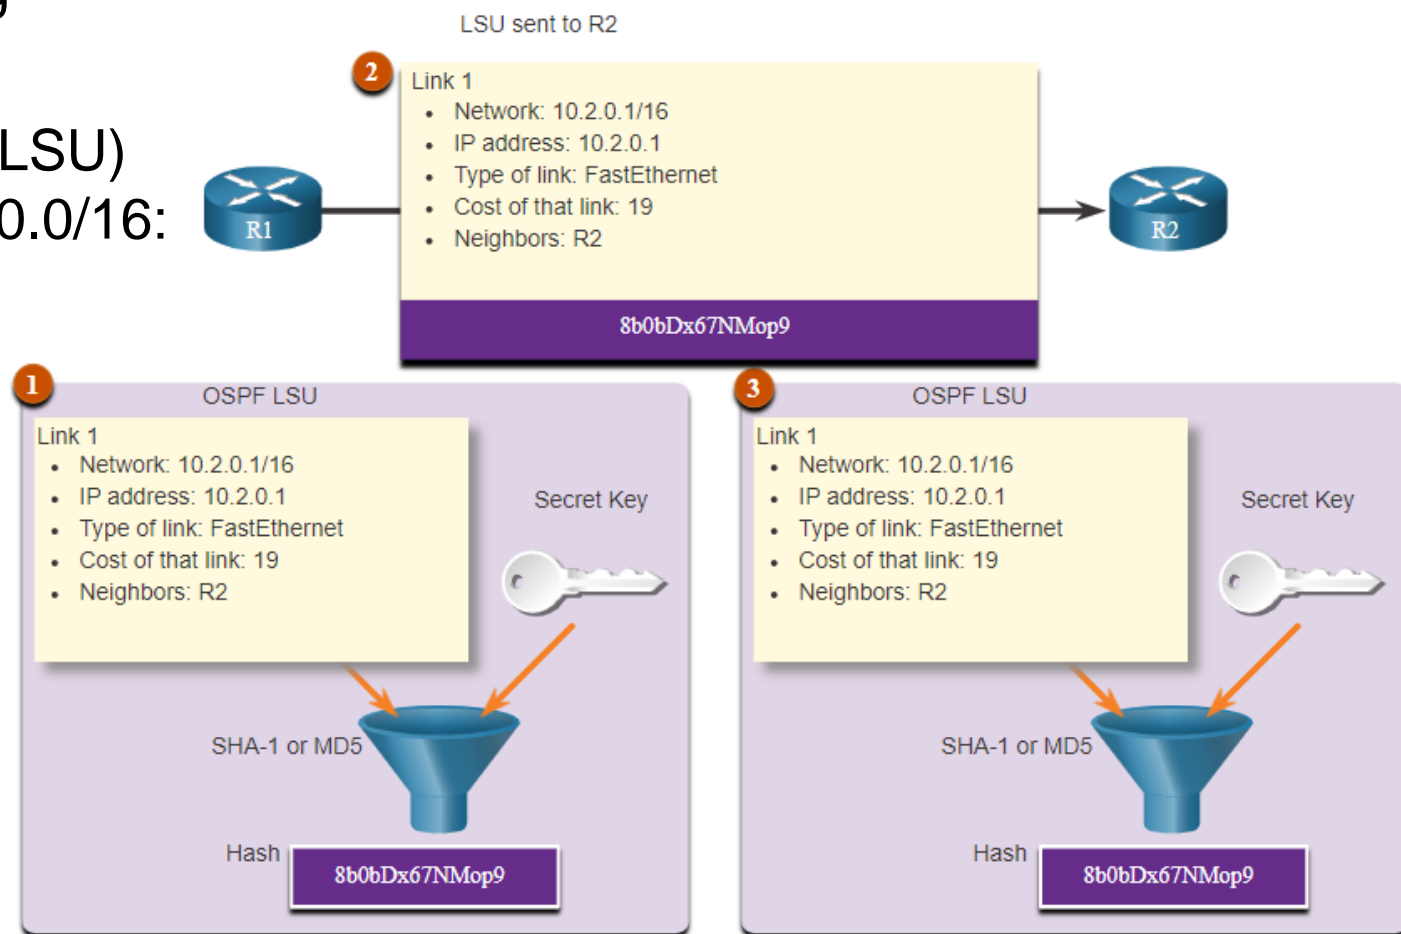 LSU sent to R2
2
Link 1
• Network: 10.2.0.1/16
• IP address: 10.2.0.1
• Type of link: FastEthernet
• Cost of that link: 19
• Neighbors: R2
8b0bDx67NMop9
LSU)
0.0/16:
R1
R2
1
OSPF LSU
Link 1
• Network: 10.2.0.1/16
• IP address: 10.2.0.1
• Type of link: FastEthernet
• Cost of that link: 19
• Neighbors: R2
Secret Key
SHA-1 or MD5
Hash
8b0bDx67NMop9
3
OSPF LSU
Link 1
• Network: 10.2.0.1/16
• IP address: 10.2.0.1
• Type of link: FastEthernet
• Cost of that link: 19
• Neighbors: R2
Secret Key
SHA-1 or MD5
Hash
8b0bDx67NMop9